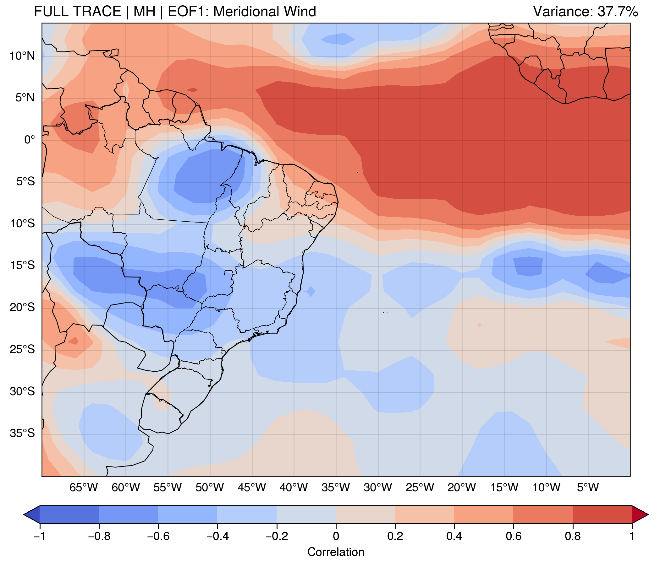 FULL TRACE | MH | EOF1: Meridional Wind Variance: 37.7%
10°N
5°N
0°
5°S
10°S
15°S
20°S
25°S
30°S
35°S
65°W 60°W 55°W 50°W 45°W 40°W 35°W 30°W 25°W 20°W 15°W 10°W 5°W
−1 −0.8 −0.6 −0.4 −0.2 0 0.2 0.4 0.6 0.8 1
Correlation